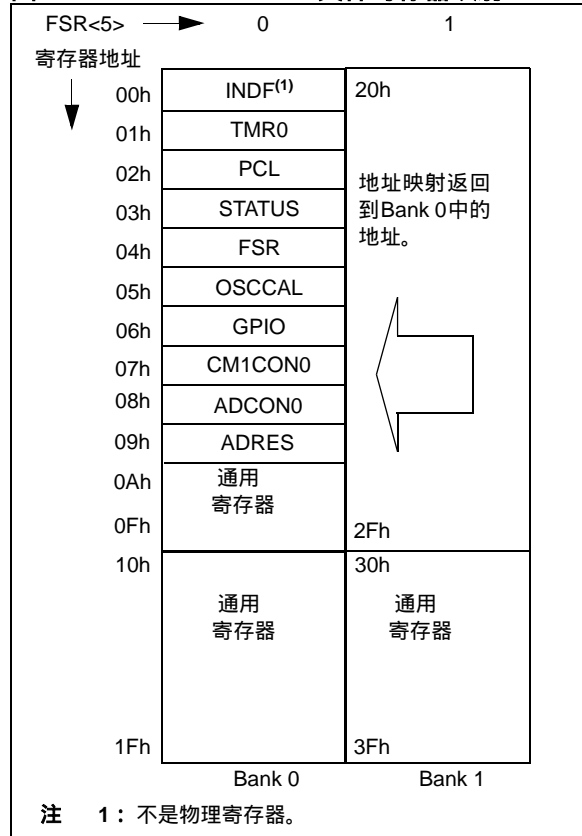 FSR<5> 0 1
寄存器地址
00h INDF(1) 20h
01h TMR0
02h PCL 地址映射返回
03h STATUS 到Bank 0中的
地址。
04h FSR
05h OSCCAL
06h GPIO
07h CM1CON0
08h ADCON0
09h ADRES
0Ah 通用
寄存器
0Fh 2Fh
10h 30h
通用 通用
寄存器 寄存器
1Fh 3Fh
Bank 0 Bank 1
注 1：不是物理寄存器。